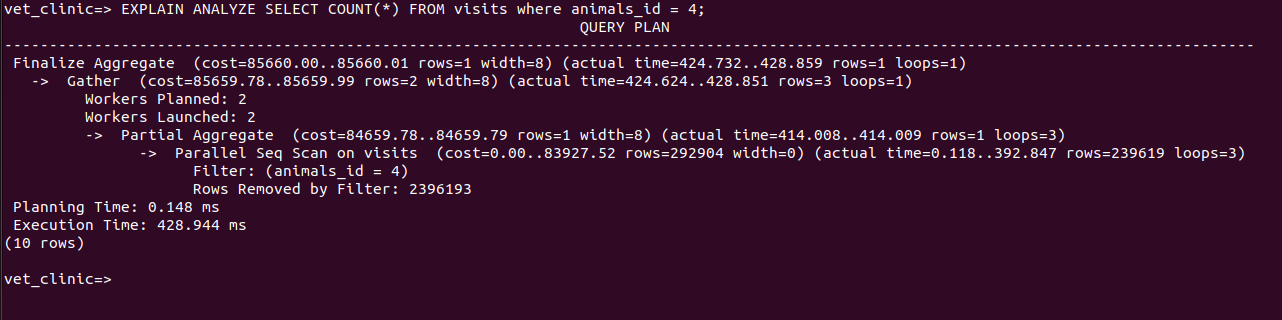 vet_clinic=> EXPLAIN ANALYZE SELECT COUNT(*) FROM visits where animals_id = 4;
QUERY PLAN
-------------------------------------------------------------------------------------------------------------------------------------------
Finalize Aggregate  (cost=85660.00..85660.01 rows=1 width=8) (actual time=424.732..428.859 rows=1 loops=1)
  ->  Gather  (cost=85659.78..85659.99 rows=2 width=8) (actual time=424.624..428.851 rows=3 loops=1)
        Workers Planned: 2
        Workers Launched: 2
        ->  Partial Aggregate  (cost=84659.78..84659.79 rows=1 width=8) (actual time=414.008..414.009 rows=1 loops=3)
              ->  Parallel Seq Scan on visits  (cost=0.00..83927.52 rows=292904 width=0) (actual time=0.118..392.847 rows=239619 loops=3)
                    Filter: (animals_id = 4)
                    Rows Removed by Filter: 2396193
Planning Time: 0.148 ms
Execution Time: 428.944 ms
(10 rows)
vet_clinic=>